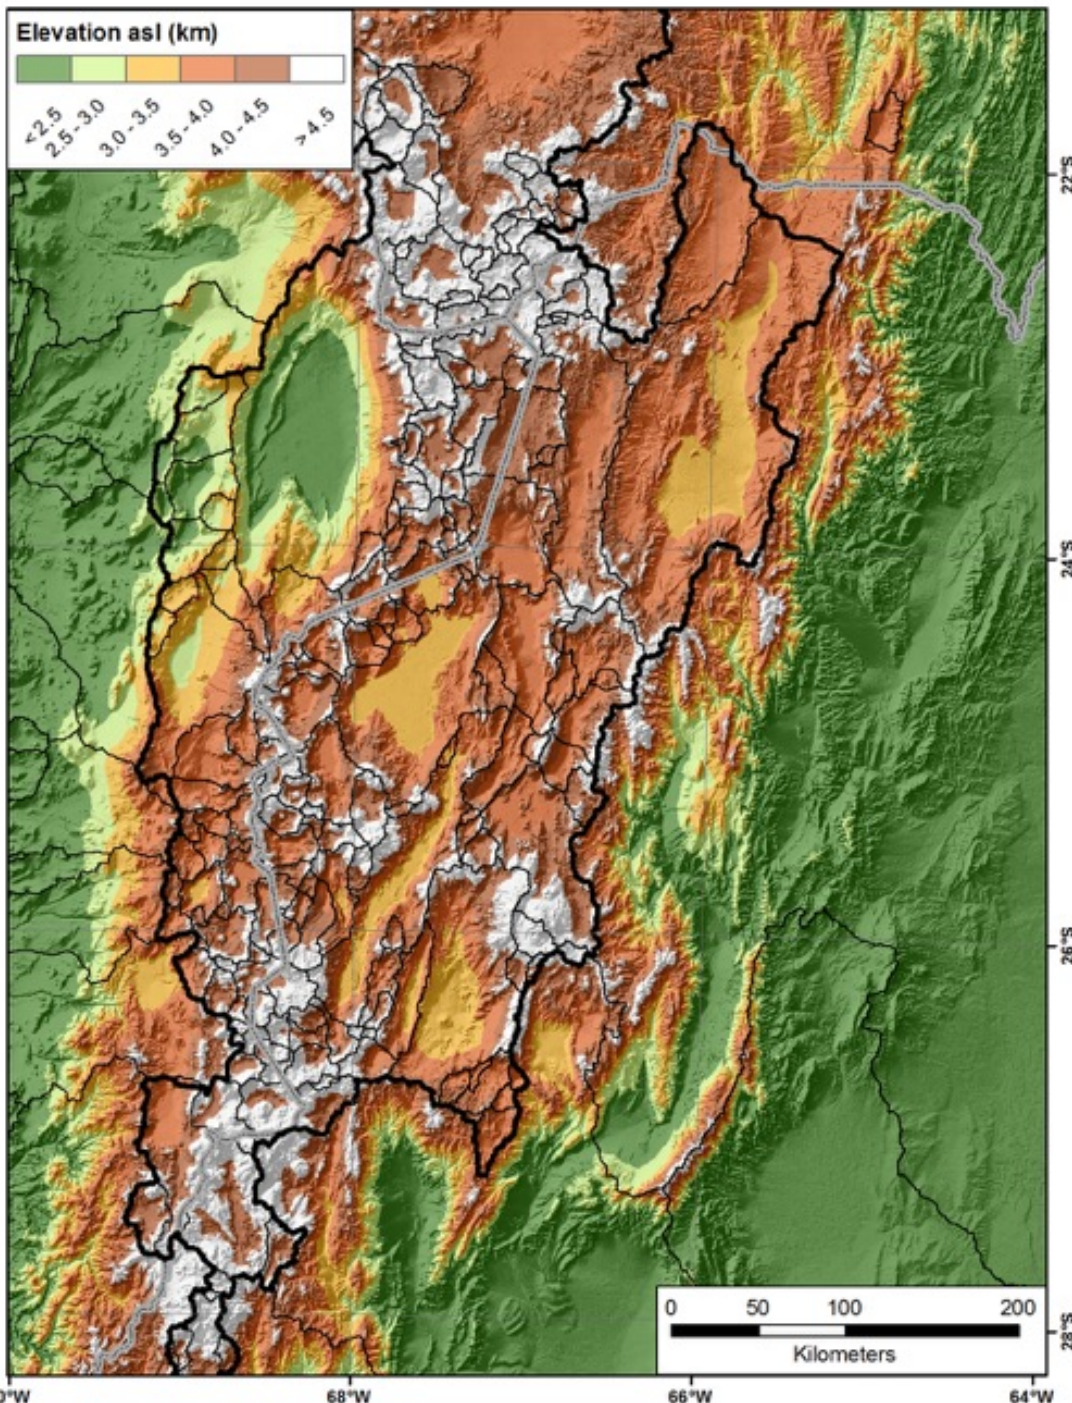 Elevation asl (km)
< 2.5
2.5 - 3.0
3.0 - 3.5
3.5 - 4.0
4.0 - 4.5
> 4.5
22°S
24°S
26°S
28°S
0 50 100 200
Kilometers
0°W 68°W 66°W 64°W